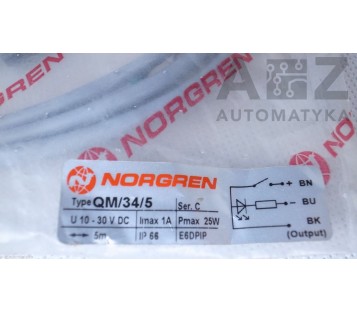 NORGREN
A Z
AUTOMATYKA
NORGREN
NORGREN
Type QM/34/5 Ser. C
U 10 - 30 V DC Imax 1A Pmax 25W
5m IP 66 E6DPIP
+ BN
- BU
BK
(Output)